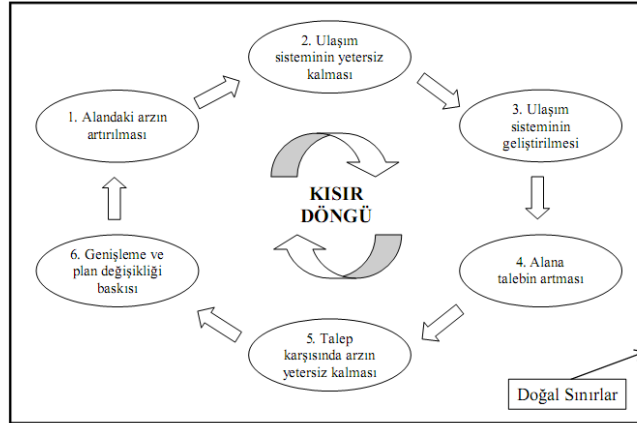 1. Alandaki arzın
artırılması
2. Ulaşım
sisteminin yetersiz
kalması
3. Ulaşım
sisteminin
geliştirilmesi
4. Alana
talebin artması
5. Talep
karşısında arzın
yetersiz kalması
6. Genişleme ve
plan değişikliği
baskısı
KISIR
DÖNGÜ
Doğal Sınırlar